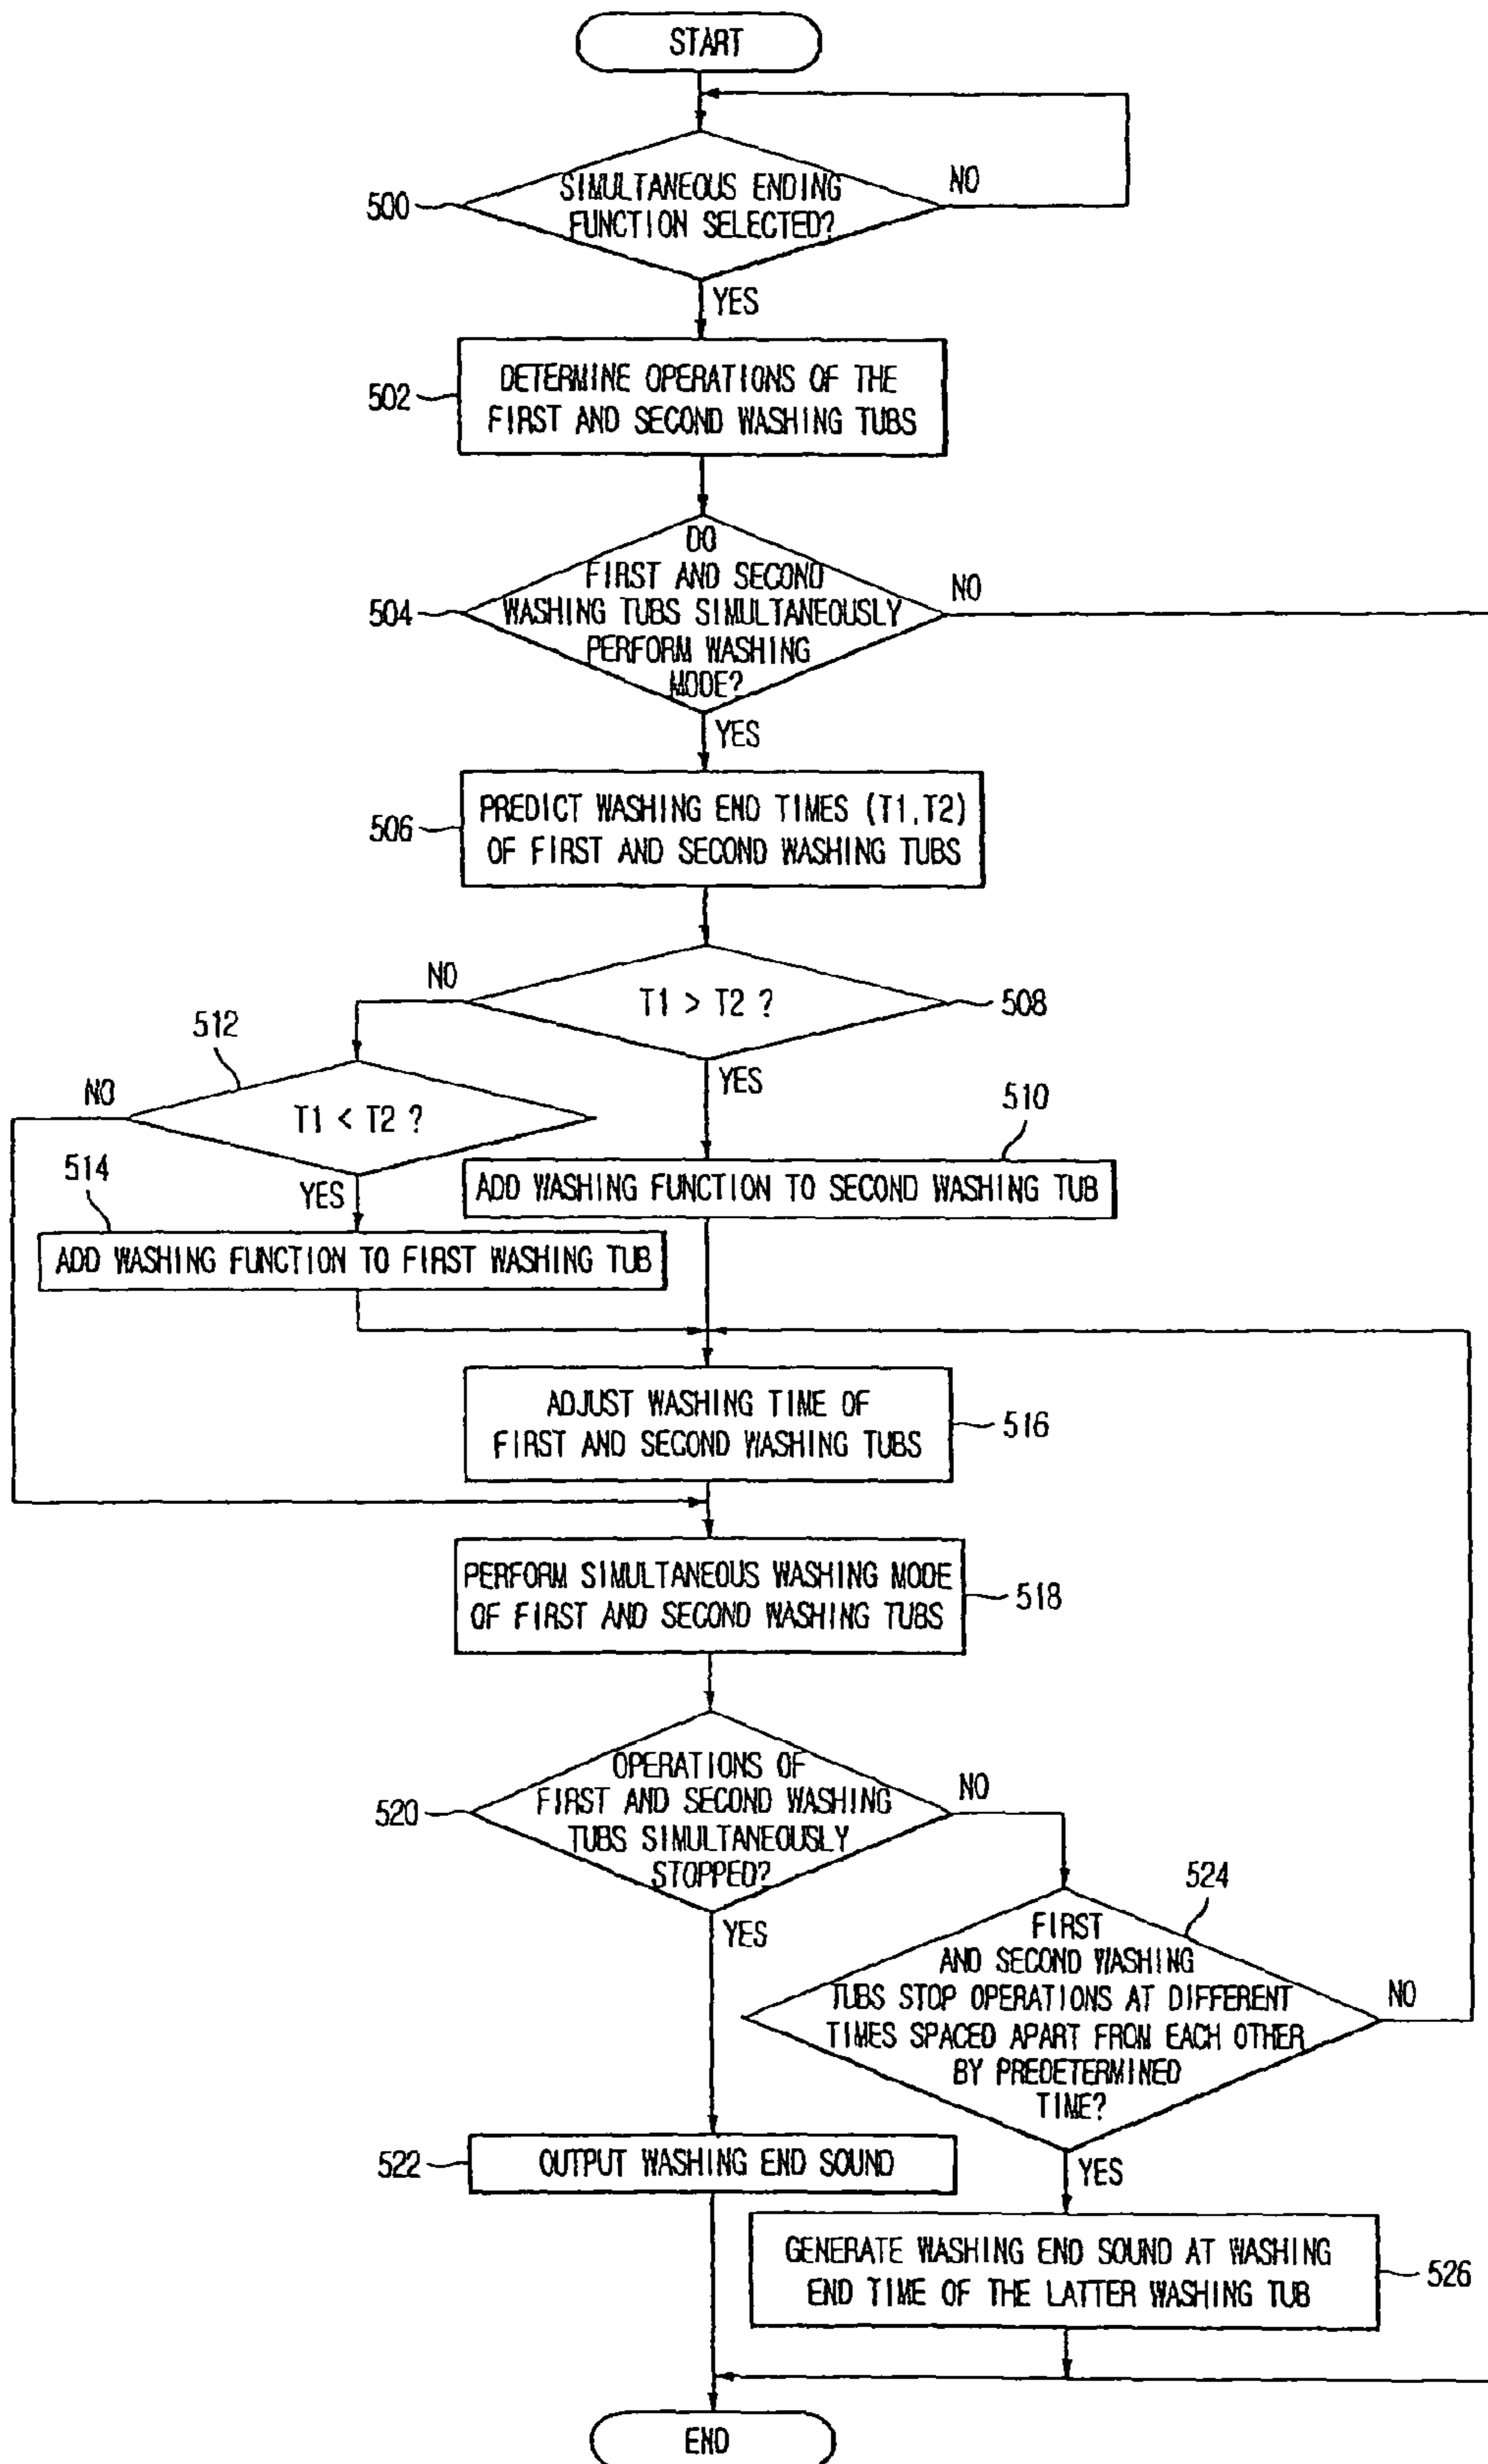 START
500
SIMULTANEOUS ENDING
FUNCTION SELECTED?
NO
YES
502
DETERMINE OPERATIONS OF THE
FIRST AND SECOND WASHING TUBS
504
DO
FIRST AND SECOND
WASHING TUBS SIMULTANEOUSLY
PERFORM WASHING
MODE?
NO
YES
506
PREDICT WASHING END TIMES (T1,T2)
OF FIRST AND SECOND WASHING TUBS
NO
T1 > T2 ?
508
512
YES
NO
T1 < T2 ?
510
514
YES
ADD WASHING FUNCTION TO SECOND WASHING TUB
ADD WASHING FUNCTION TO FIRST WASHING TUB
ADJUST WASHING TIME OF
FIRST AND SECOND WASHING TUBS
516
PERFORM SIMULTANEOUS WASHING MODE
OF FIRST AND SECOND WASHING TUBS
518
520
OPERATIONS OF
FIRST AND SECOND WASHING
TUBS SIMULTANEOUSLY
STOPPED?
NO
YES
524
FIRST
AND SECOND WASHING
TUBS STOP OPERATIONS AT DIFFERENT
TIMES SPACED APART FROM EACH OTHER
BY PREDETERMINED
TIME?
NO
YES
522
OUTPUT WASHING END SOUND
GENERATE WASHING END SOUND AT WASHING
END TIME OF THE LATTER WASHING TUB
526
END